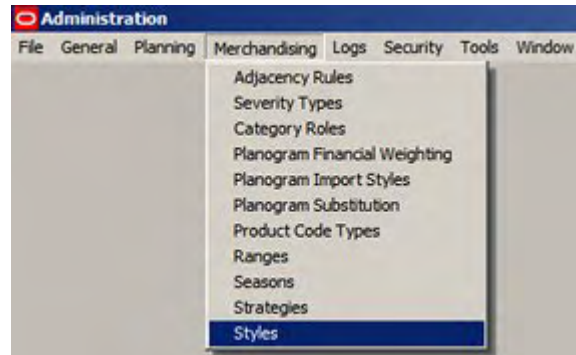 Administration
File General Planning Merchandising Logs Security Tools Window
Adjacency Rules
Severity Types
Category Roles
Planogram Financial Weighting
Planogram Import Styles
Planogram Substitution
Product Code Types
Ranges
Seasons
Strategies
Styles